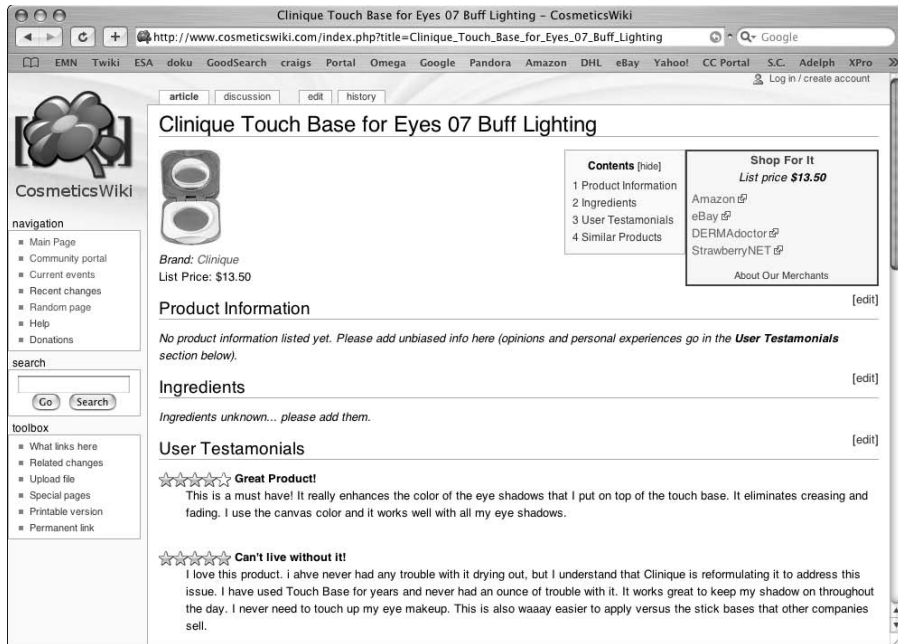 Clinique Touch Base for Eyes 07 Buff Lighting – CosmeticsWiki
http://www.cosmeticswiki.com/index.php?title=Clinique_Touch_Base_for_Eyes_07_Buff_Lighting
Google
EMN Twiki ESA doku GoodSearch craigs Portal Omega Google Pandora Amazon DHL eBay Yahoo! CC Portal S.C. Adelph XPro
Log in / create account
article discussion edit history
Clinique Touch Base for Eyes 07 Buff Lighting
CosmeticsWiki
navigation
Main Page
Community portal
Current events
Recent changes
Random page
Help
Donations
search
Go Search
toolbox
What links here
Related changes
Upload file
Special pages
Printable version
Permanent link
Brand: Clinique
List Price: $13.50
Contents [hide]
1 Product Information
2 Ingredients
3 User Testamonials
4 Similar Products
Shop For It
List price $13.50
Amazon
eBay
DERMAdoctor
StrawberryNET
About Our Merchants
Product Information [edit]
No product information listed yet. Please add unbiased info here (opinions and personal experiences go in the User Testamonials
section below).
Ingredients [edit]
Ingredients unknown... please add them.
User Testamonials [edit]
Great Product!
This is a must have! It really enhances the color of the eye shadows that I put on top of the touch base. It eliminates creasing and
fading. I use the canvas color and it works well with all my eye shadows.
Can't live without it!
I love this product. i ahve never had any trouble with it drying out, but I understand that Clinique is reformulating it to address this
issue. I have used Touch Base for years and never had an ounce of trouble with it. It works great to keep my shadow on throughout
the day. I never need to touch up my eye makeup. This is also waaay easier to apply versus the stick bases that other companies
sell.